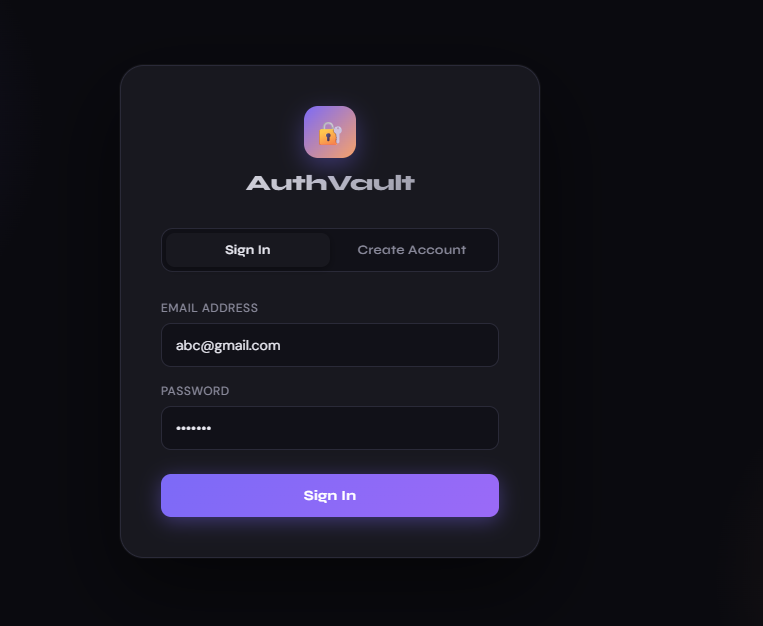 AuthVault
Sign In
Create Account
EMAIL ADDRESS
abc@gmail.com
PASSWORD
•••••••
Sign In